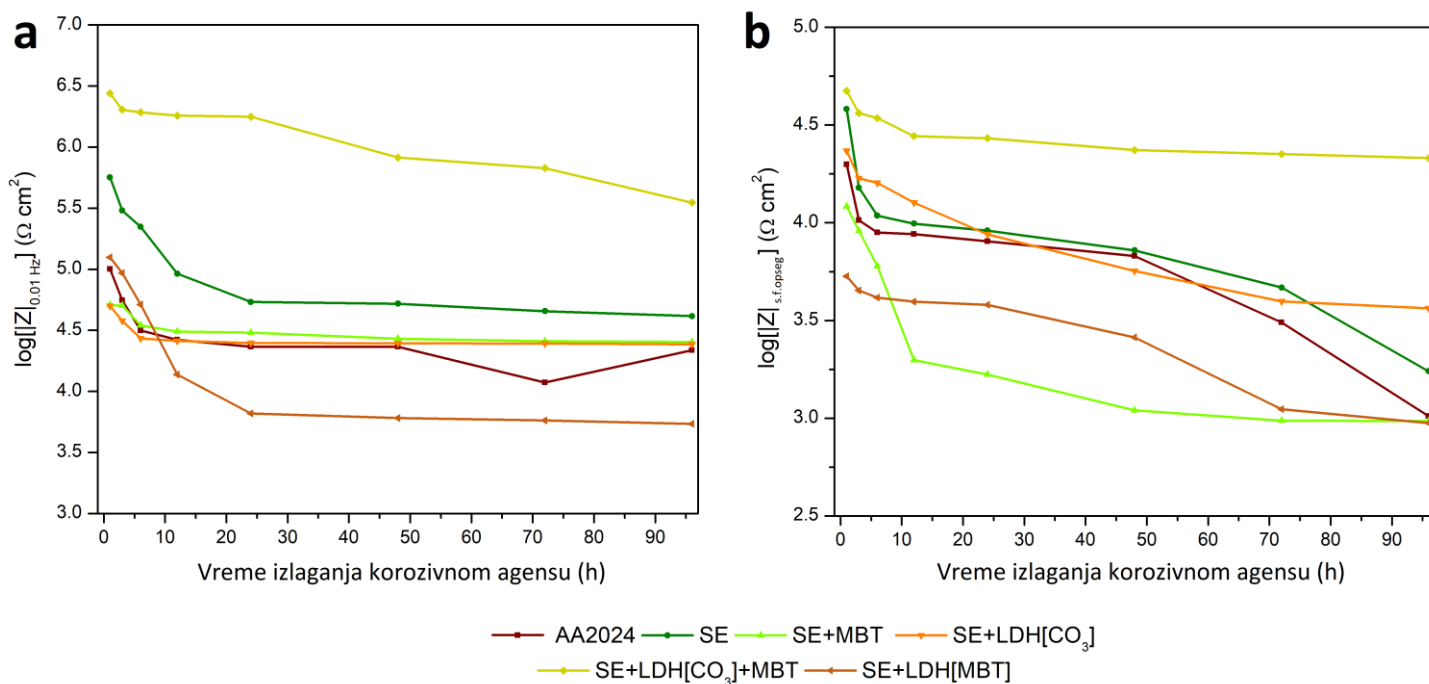 a
7.0
6.5
6.0
5.5
5.0
4.5
4.0
3.5
3.0
log[|Z|0.01 Hz] (Ω cm²)
0 10 20 30 40 50 60 70 80 90
Vreme izlaganja korozivnom agensu (h)
b
5.0
4.5
4.0
3.5
3.0
2.5
log[|Z| s.f.opseg] (Ω cm²)
0 10 20 30 40 50 60 70 80 90
Vreme izlaganja korozivnom agensu (h)
AA2024 SE SE+MBT SE+LDH[CO₃]
SE+LDH[CO₃]+MBT SE+LDH[MBT]